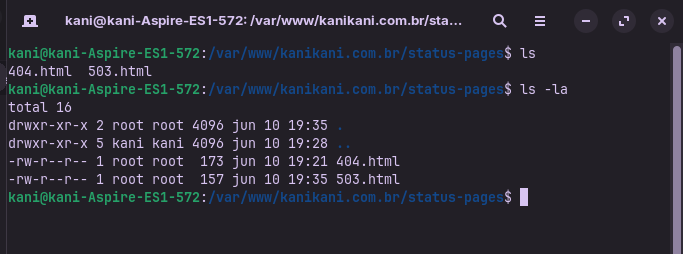 kani@kani-Aspire-ES1-572: /var/www/kanikani.com.br/sta...
kani@kani-Aspire-ES1-572:/var/www/kanikani.com.br/status-pages$ ls
404.html  503.html
kani@kani-Aspire-ES1-572:/var/www/kanikani.com.br/status-pages$ ls -la
total 16
drwxr-xr-x 2 root root 4096 jun 10 19:35 .
drwxr-xr-x 5 kani kani 4096 jun 10 19:28 ..
-rw-r--r-- 1 root root  173 jun 10 19:21 404.html
-rw-r--r-- 1 root root  157 jun 10 19:35 503.html
kani@kani-Aspire-ES1-572:/var/www/kanikani.com.br/status-pages$